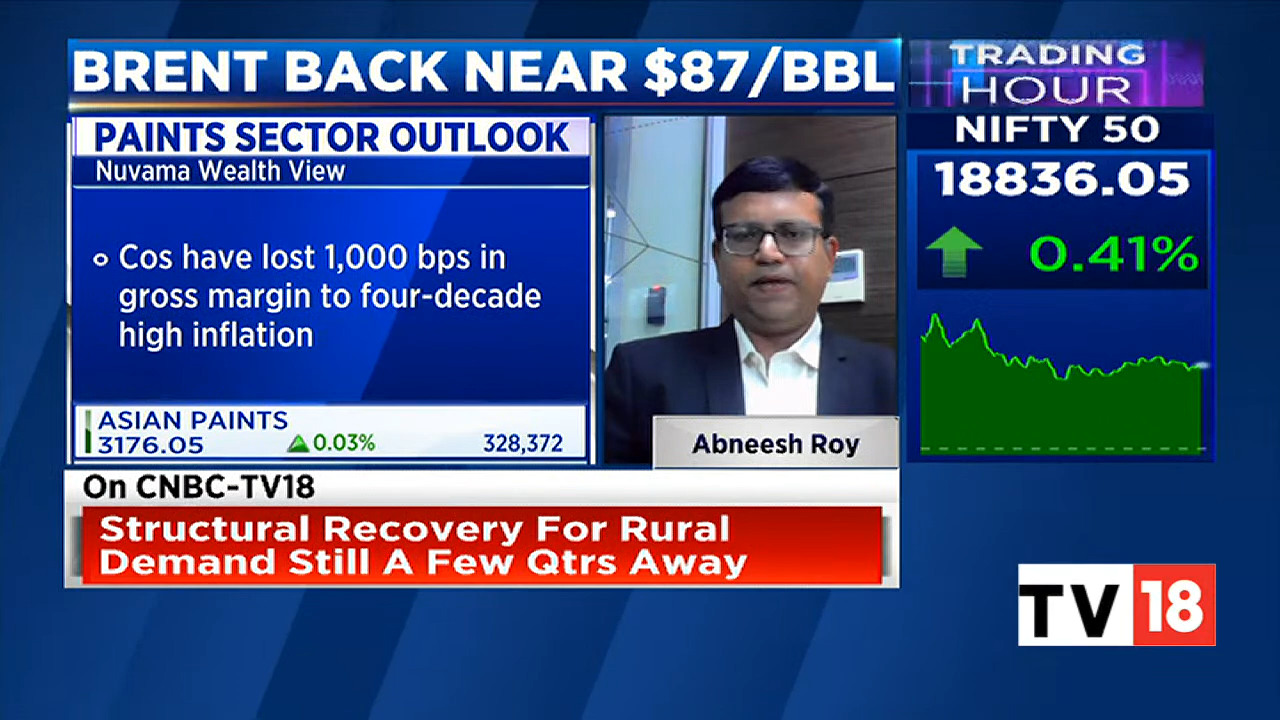 BRENT BACK NEAR $87/BBL
TRADING
HOUR
PAINTS SECTOR OUTLOOK
Nuvama Wealth View
Cos have lost 1,000 bps in
gross margin to four-decade
high inflation
ASIAN PAINTS
3176.05 0.03% 328,372
Abneesh Roy
NIFTY 50
18836.05
0.41%
On CNBC-TV18
Structural Recovery For Rural
Demand Still A Few Qtrs Away
TV18